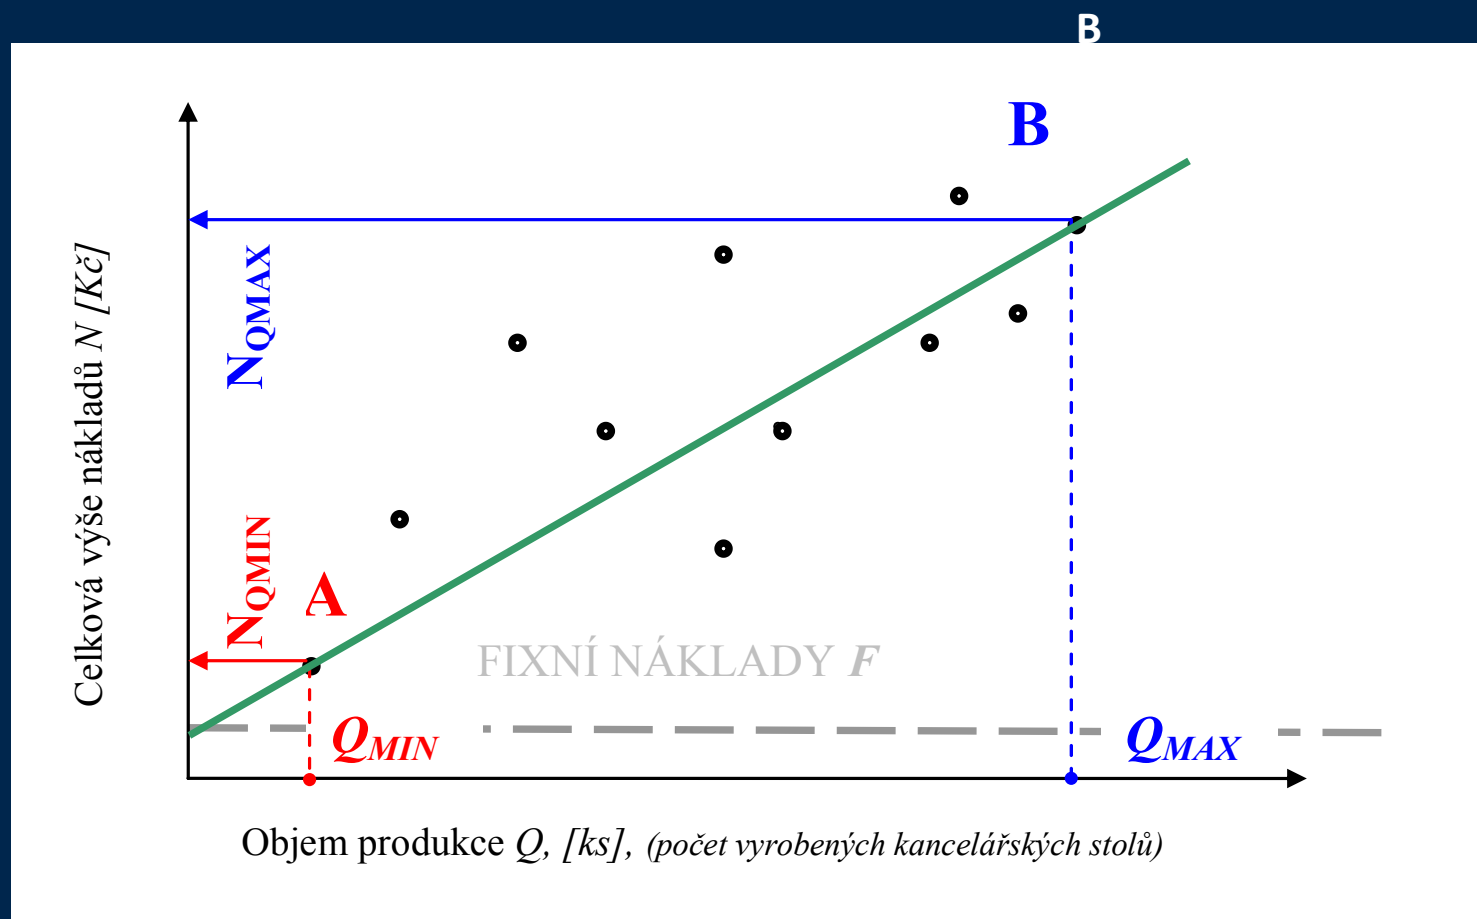 B
B
Celková výše nákladů N [Kč]
NQMAX
NQMIN
A
FIXNÍ NÁKLADY F
QMIN
QMAX
Objem produkce Q, [ks], (počet vyrobených kancelářských stolů)